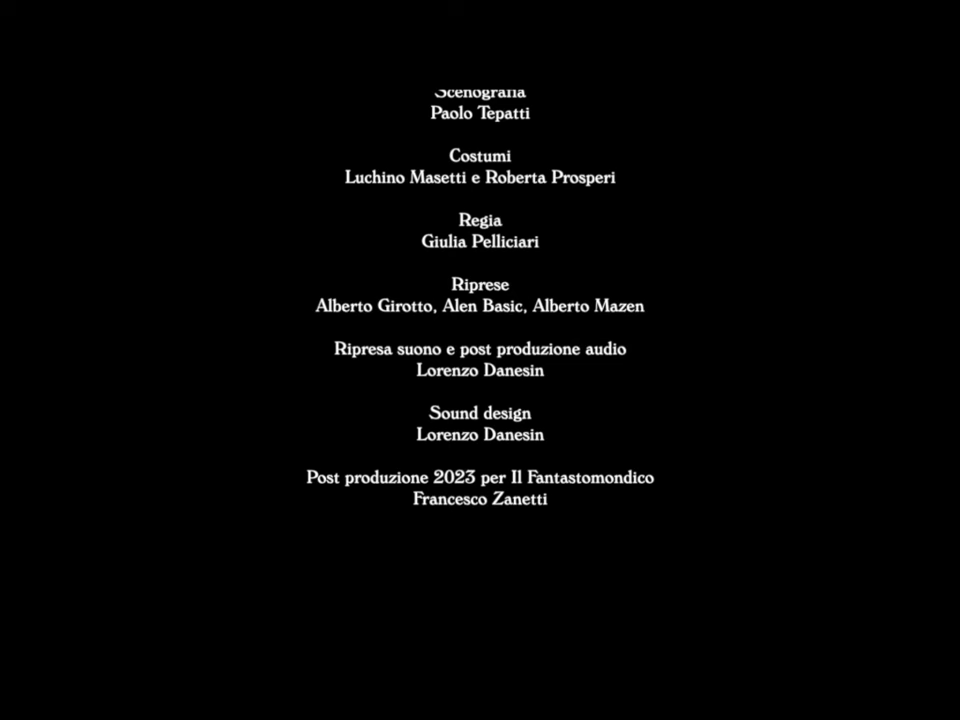 Scenografia
Paolo Tepatti
Costumi
Luchino Masetti e Roberta Prosperi
Regia
Giulia Pelliciari
Riprese
Alberto Girotto, Alen Basic, Alberto Mazen
Ripresa suono e post produzione audio
Lorenzo Danesin
Sound design
Lorenzo Danesin
Post produzione 2023 per Il Fantastomondico
Francesco Zanetti